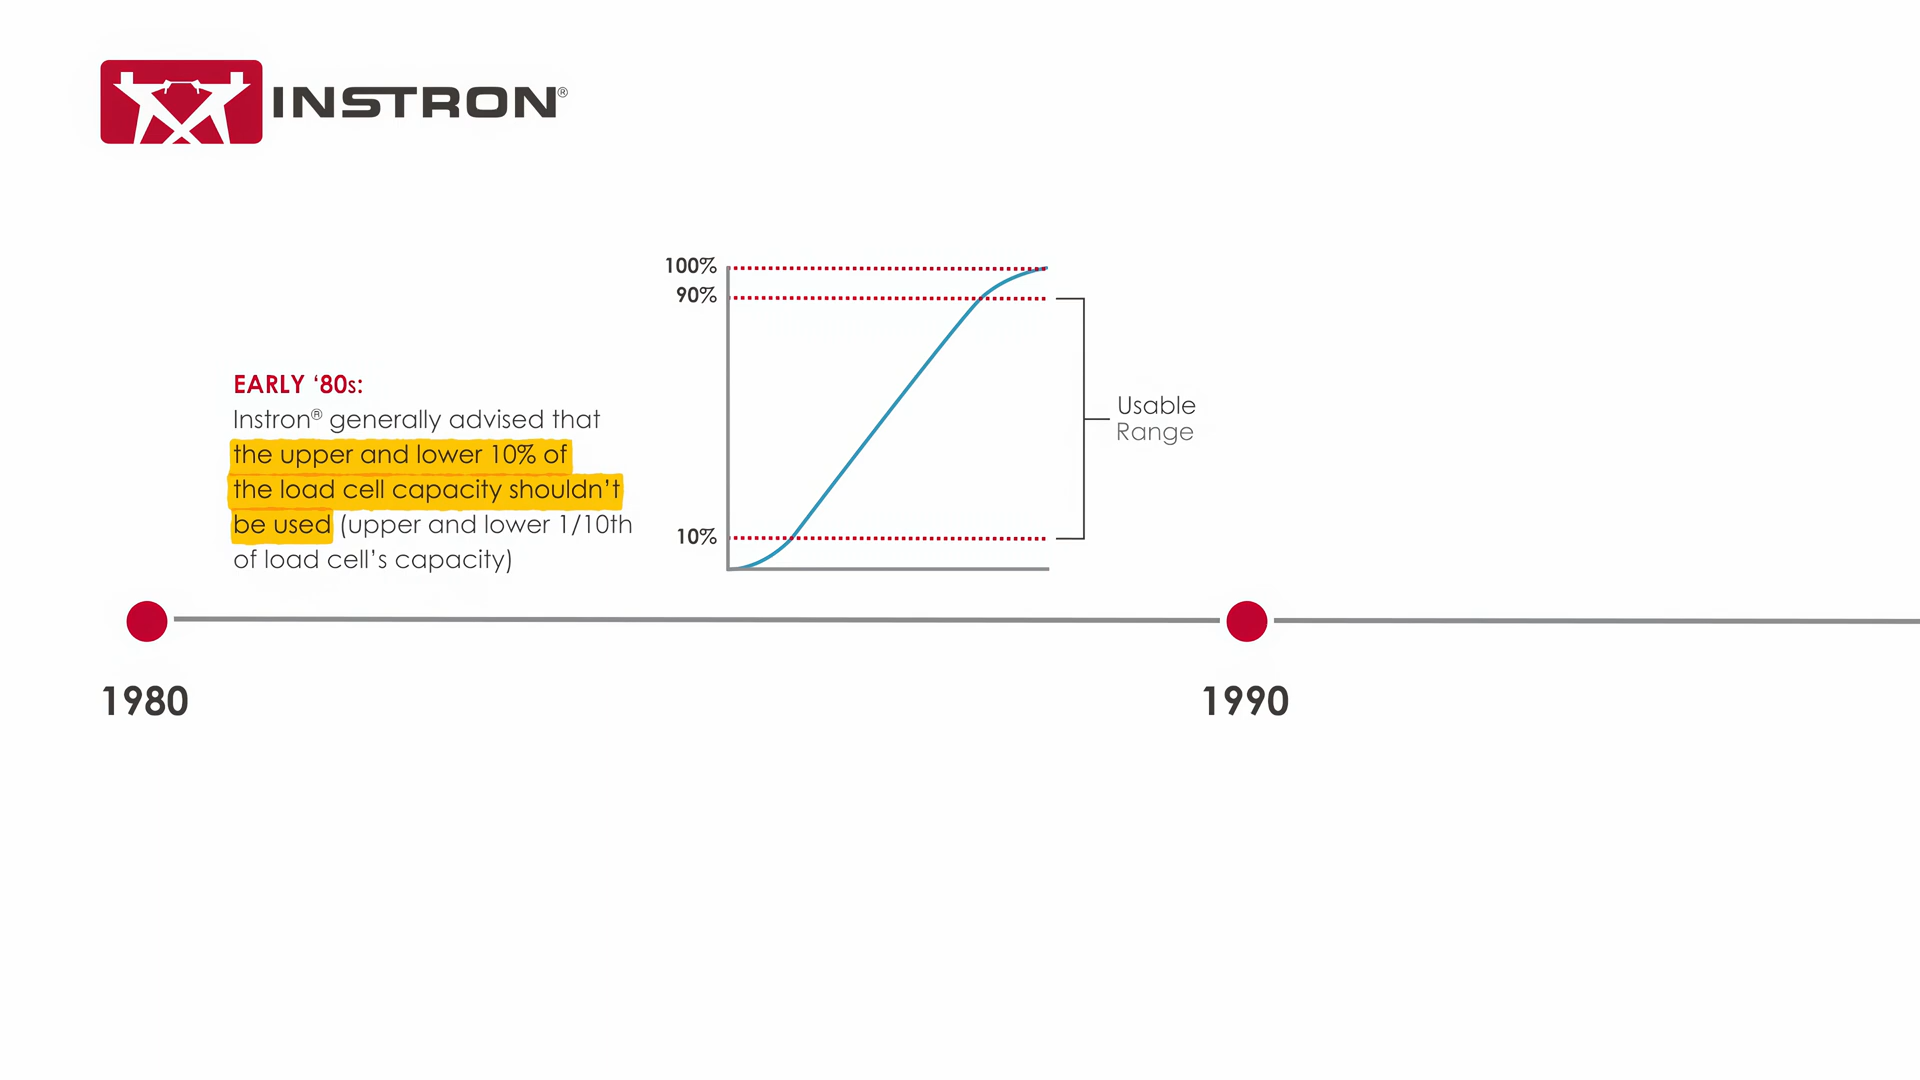 INSTRON®
100%
90%
EARLY ‘80s:
Instron® generally advised that
the upper and lower 10% of
the load cell capacity shouldn’t
be used (upper and lower 1/10th
of load cell’s capacity)
Usable
Range
10%
1980
1990